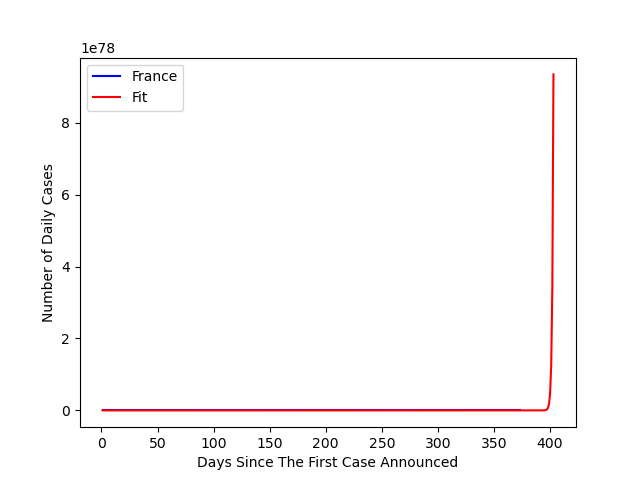 1e78
France
Fit
8
6
4
2
0
Number of Daily Cases
0 50 100 150 200 250 300 350 400
Days Since The First Case Announced